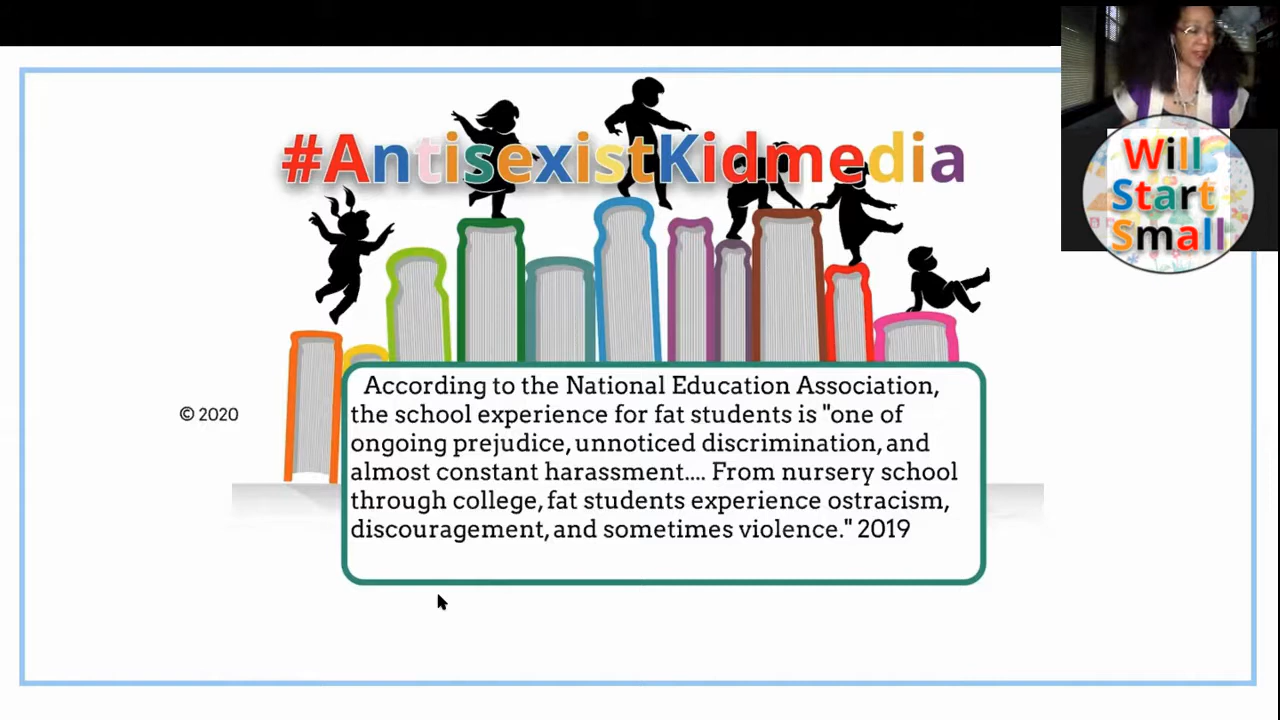 #AntisexistKidmedia
Will
Start
Small
According to the National Education Association,
the school experience for fat students is "one of
ongoing prejudice, unnoticed discrimination, and
almost constant harassment.... From nursery school
through college, fat students experience ostracism,
discouragement, and sometimes violence." 2019
© 2020